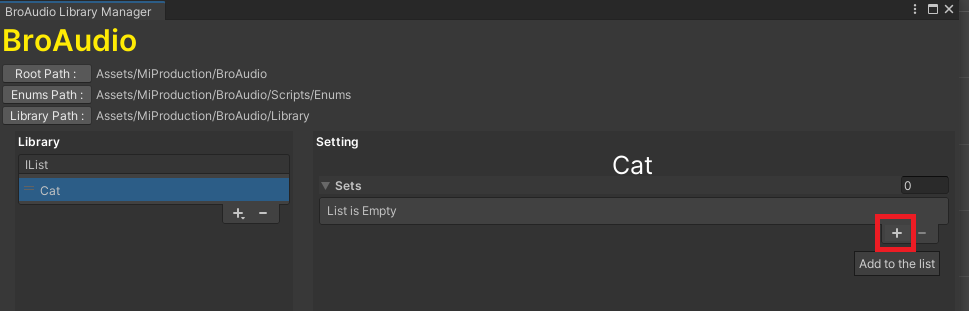 BroAudio Library Manager
BroAudio
Root Path : Assets/MiProduction/BroAudio
Enums Path : Assets/MiProduction/BroAudio/Scripts/Enums
Library Path : Assets/MiProduction/BroAudio/Library
Library
IList
Cat
Setting
Cat
Sets 0
List is Empty
Add to the list